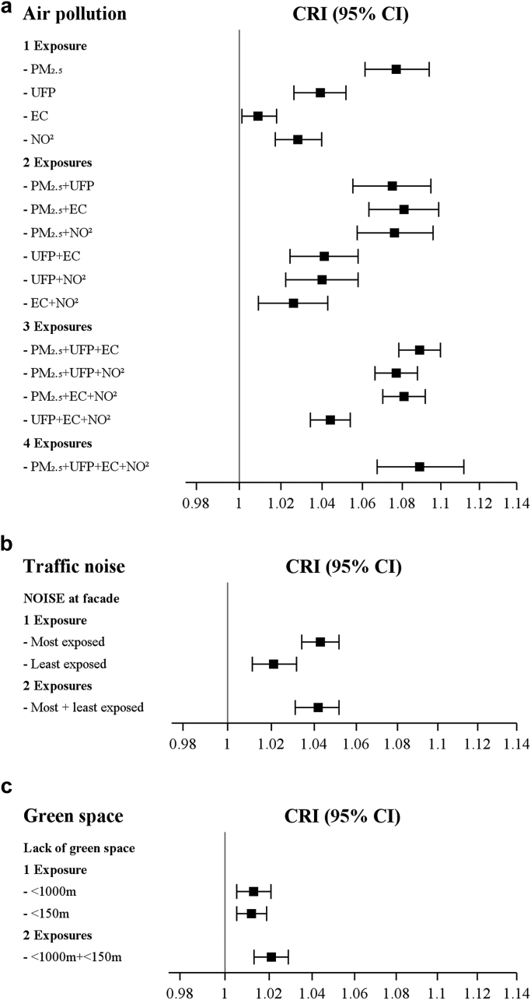 a
Air pollution CRI (95% CI)
1 Exposure
- PM₂.₅
- UFP
- EC
- NO²
2 Exposures
- PM₂.₅+UFP
- PM₂.₅+EC
- PM₂.₅+NO²
- UFP+EC
- UFP+NO²
- EC+NO²
3 Exposures
- PM₂.₅+UFP+EC
- PM₂.₅+UFP+NO²
- PM₂.₅+EC+NO²
- UFP+EC+NO²
4 Exposures
- PM₂.₅+UFP+EC+NO²
0.98 1 1.02 1.04 1.06 1.08 1.1 1.12 1.14
b
Traffic noise CRI (95% CI)
NOISE at facade
1 Exposure
- Most exposed
- Least exposed
2 Exposures
- Most + least exposed
0.98 1 1.02 1.04 1.06 1.08 1.1 1.12 1.14
c
Green space CRI (95% CI)
Lack of green space
1 Exposure
- <1000m
- <150m
2 Exposures
- <1000m+<150m
0.98 1 1.02 1.04 1.06 1.08 1.1 1.12 1.14